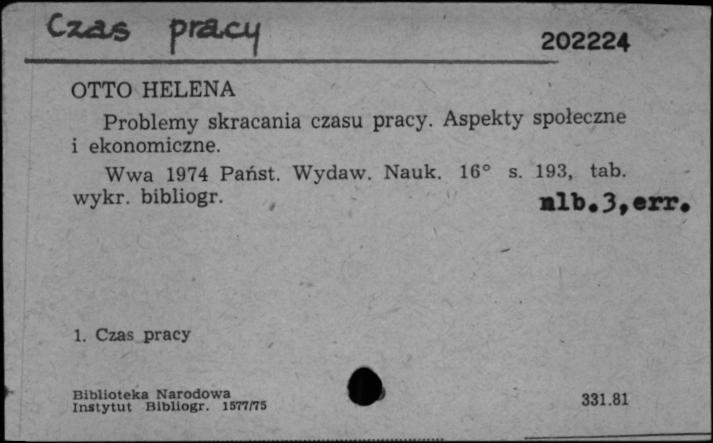 Czas pracy
202224
OTTO HELENA
Problemy skracania czasu pracy. Aspekty społeczne
i ekonomiczne.
Wwa 1974 Państ. Wydaw. Nauk. 16° s. 193, tab.
wykr. bibliogr.
nlb.3,err.
1. Czas pracy
Biblioteka Narodowa
Instytut Bibliogr. 1577/75
331.81